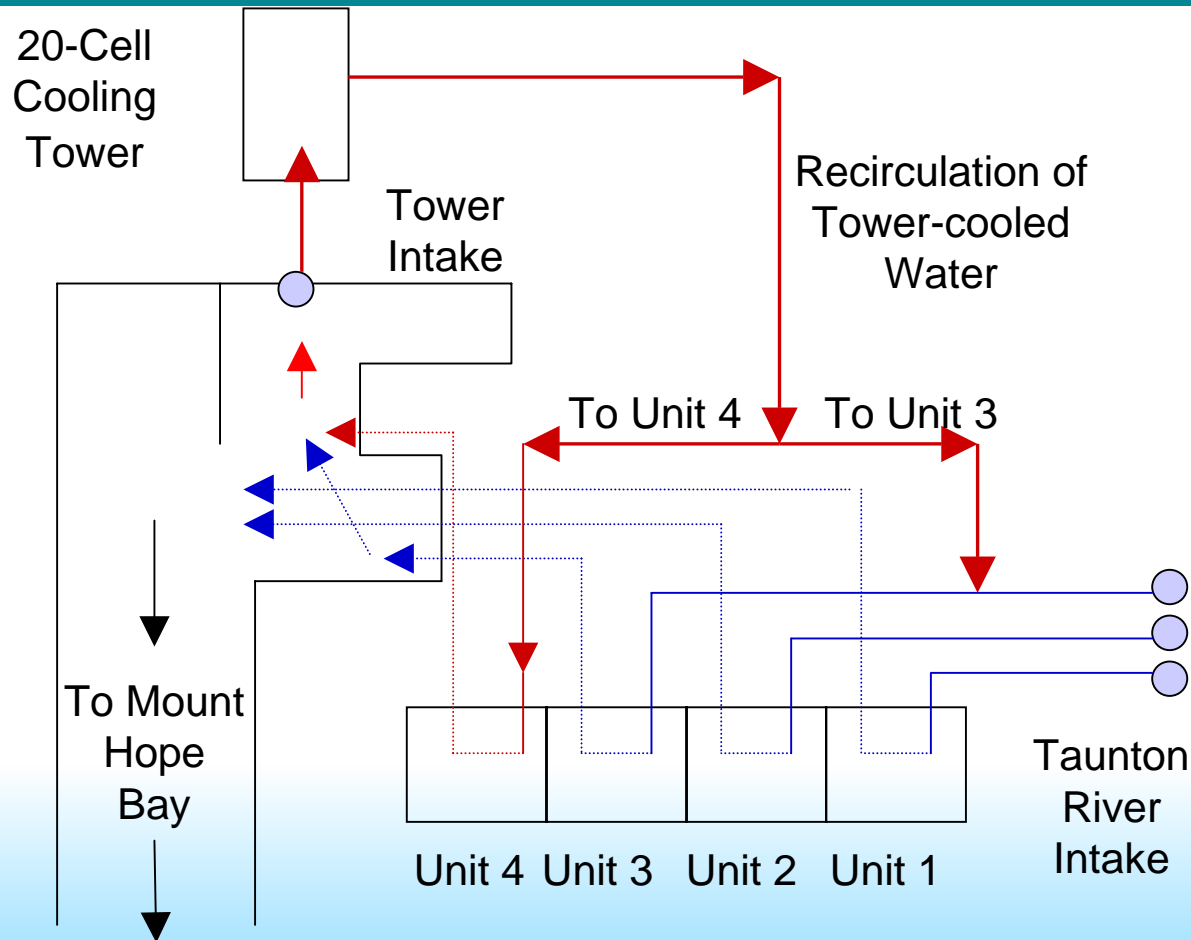 20-Cell
Cooling
Tower
Tower
Intake
Recirculation of
Tower-cooled
Water
To Unit 4
To Unit 3
To Mount
Hope
Bay
Taunton
River
Intake
Unit 4
Unit 3
Unit 2
Unit 1